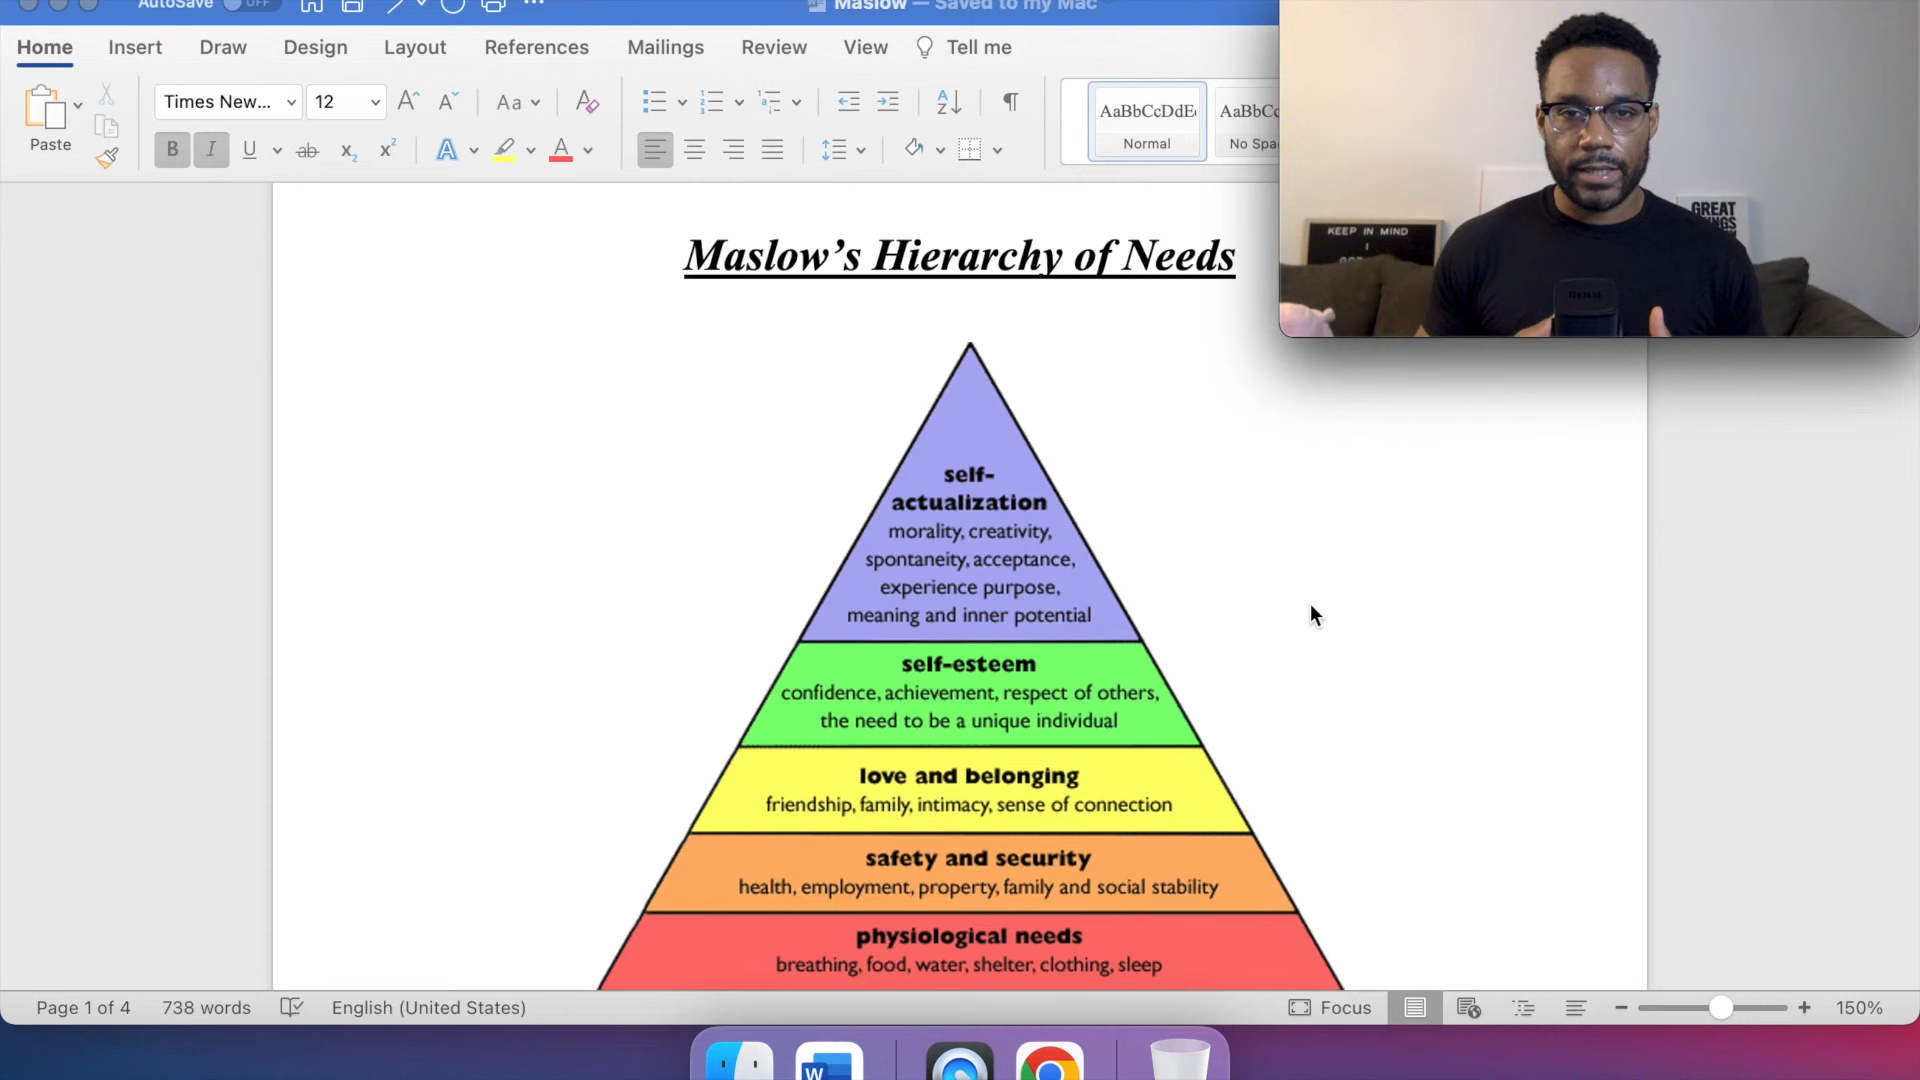 AutoSave OFF
Maslow — Saved to my Mac
Home Insert Draw Design Layout References Mailings Review View Tell me
Paste
Times New... 12
Aa
AaBbCcDdEe
Normal
AaBbCc
No Spa
KEEP IN MIND
I
GREAT
Maslow’s Hierarchy of Needs
self-
actualization
morality, creativity,
spontaneity, acceptance,
experience purpose,
meaning and inner potential
self-esteem
confidence, achievement, respect of others,
the need to be a unique individual
love and belonging
friendship, family, intimacy, sense of connection
safety and security
health, employment, property, family and social stability
physiological needs
breathing, food, water, shelter, clothing, sleep
Page 1 of 4 738 words English (United States) Focus 150%
W